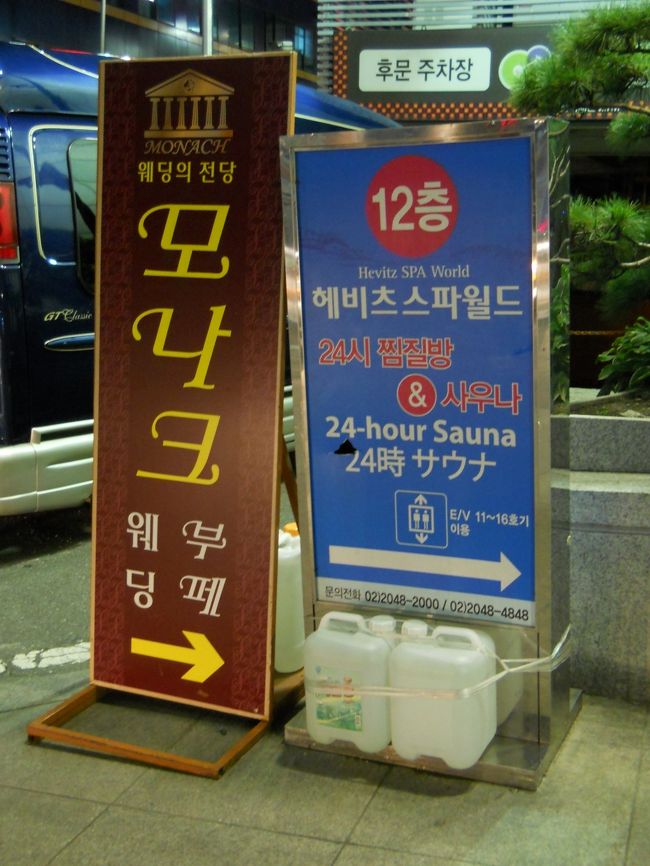 후문 주차장
MONACH
웨딩의 전당
모나크
웨딩
부페
12층
Hevitz SPA World
헤비츠스파월드
24시 찜질방
& 사우나
24-hour Sauna
24時 サウナ
E/V 11~16호기
이용
문의전화 02)2048-2000 / 02)2048-4848
GT Classic